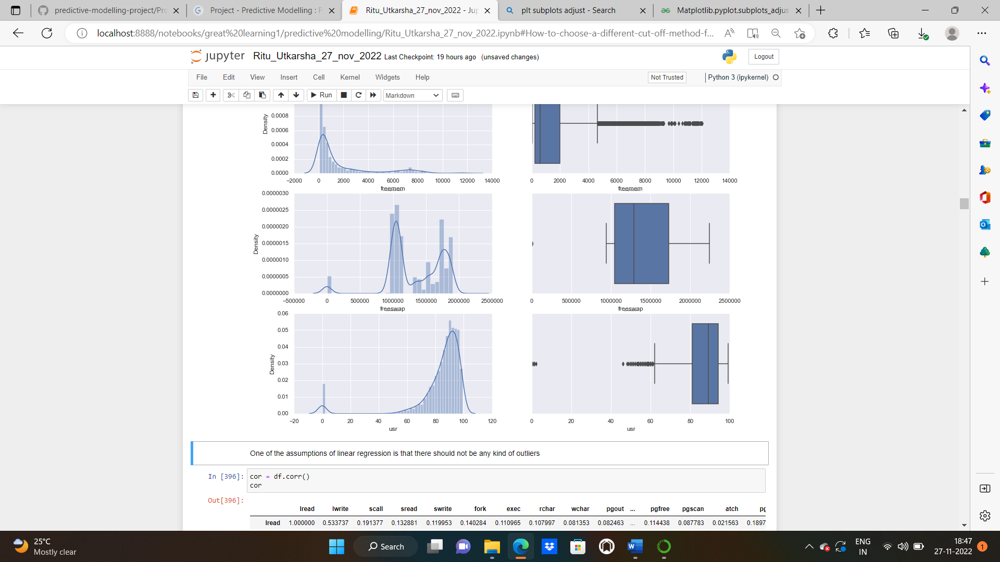 predictive-modelling-project/Pro
Project - Predictive Modelling : P
Ritu_Utkarsha_27_nov_2022 - Jup
plt subplots adjust - Search
Matplotlib.pyplot.subplots_adjus
localhost:8888/notebooks/great%20learning1/predictive%20modelling/Ritu_Utkarsha_27_nov_2022.ipynb#How-to-choose-a-different-cut-off-method-f...
jupyter Ritu_Utkarsha_27_nov_2022 Last Checkpoint: 19 hours ago (unsaved changes)
Logout
File Edit View Insert Cell Kernel Widgets Help
Not Trusted
Python 3 (ipykernel)
Run
Markdown
Density
0.0008
0.0006
0.0004
0.0002
0.0000
−2000 0 2000 4000 6000 8000 10000 12000 14000
freemem
0 2000 4000 6000 8000 10000 12000 14000
freemem
Density
0.0000030
0.0000025
0.0000020
0.0000015
0.0000010
0.0000005
0.0000000
−500000 0 500000 1000000 1500000 2000000 2500000
freeswap
0 500000 1000000 1500000 2000000 2500000
freeswap
Density
0.06
0.05
0.04
0.03
0.02
0.01
0.00
−20 0 20 40 60 80 100 120
usr
0 20 40 60 80 100
usr
One of the assumptions of linear regression is that there should not be any kind of outliers
In [396]: cor = df.corr()
cor
Out[396]:
lread lwrite scall sread swrite fork exec rchar wchar pgout ... pgfree pgscan atch pg
lread 1.000000 0.533737 0.191377 0.132881 0.119953 0.140284 0.110965 0.107997 0.081353 0.082463 ... 0.114438 0.087783 0.021563 0.1897
25°C
Mostly clear
Search
ENG
IN
18:47
27-11-2022
1